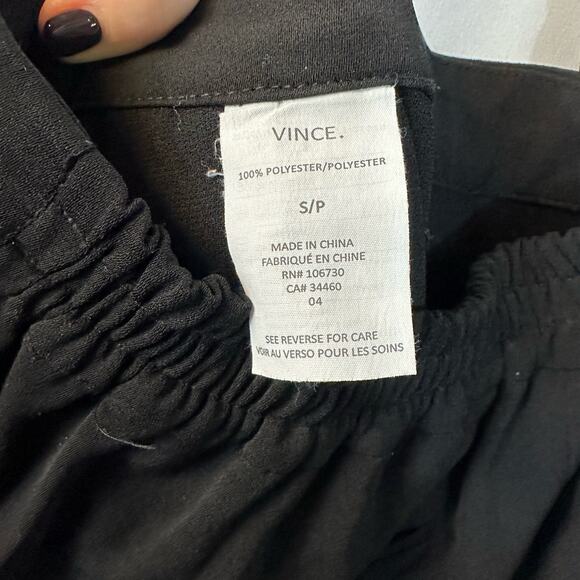 VINCE.
100% POLYESTER/POLYESTER
S/P
MADE IN CHINA
FABRIQUÉ EN CHINE
RN# 106730
CA# 34460
04
SEE REVERSE FOR CARE
VOIR AU VERSO POUR LES SOINS